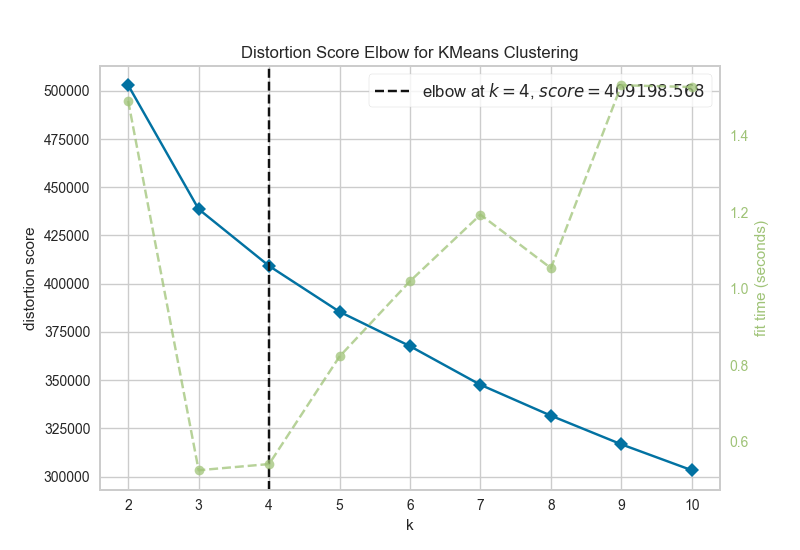 Distortion Score Elbow for KMeans Clustering
elbow at k = 4, score = 409198.568
500000
475000
450000
425000
400000
375000
350000
325000
300000
distortion score
1.4
1.2
1.0
0.8
0.6
fit time (seconds)
2 3 4 5 6 7 8 9 10
k